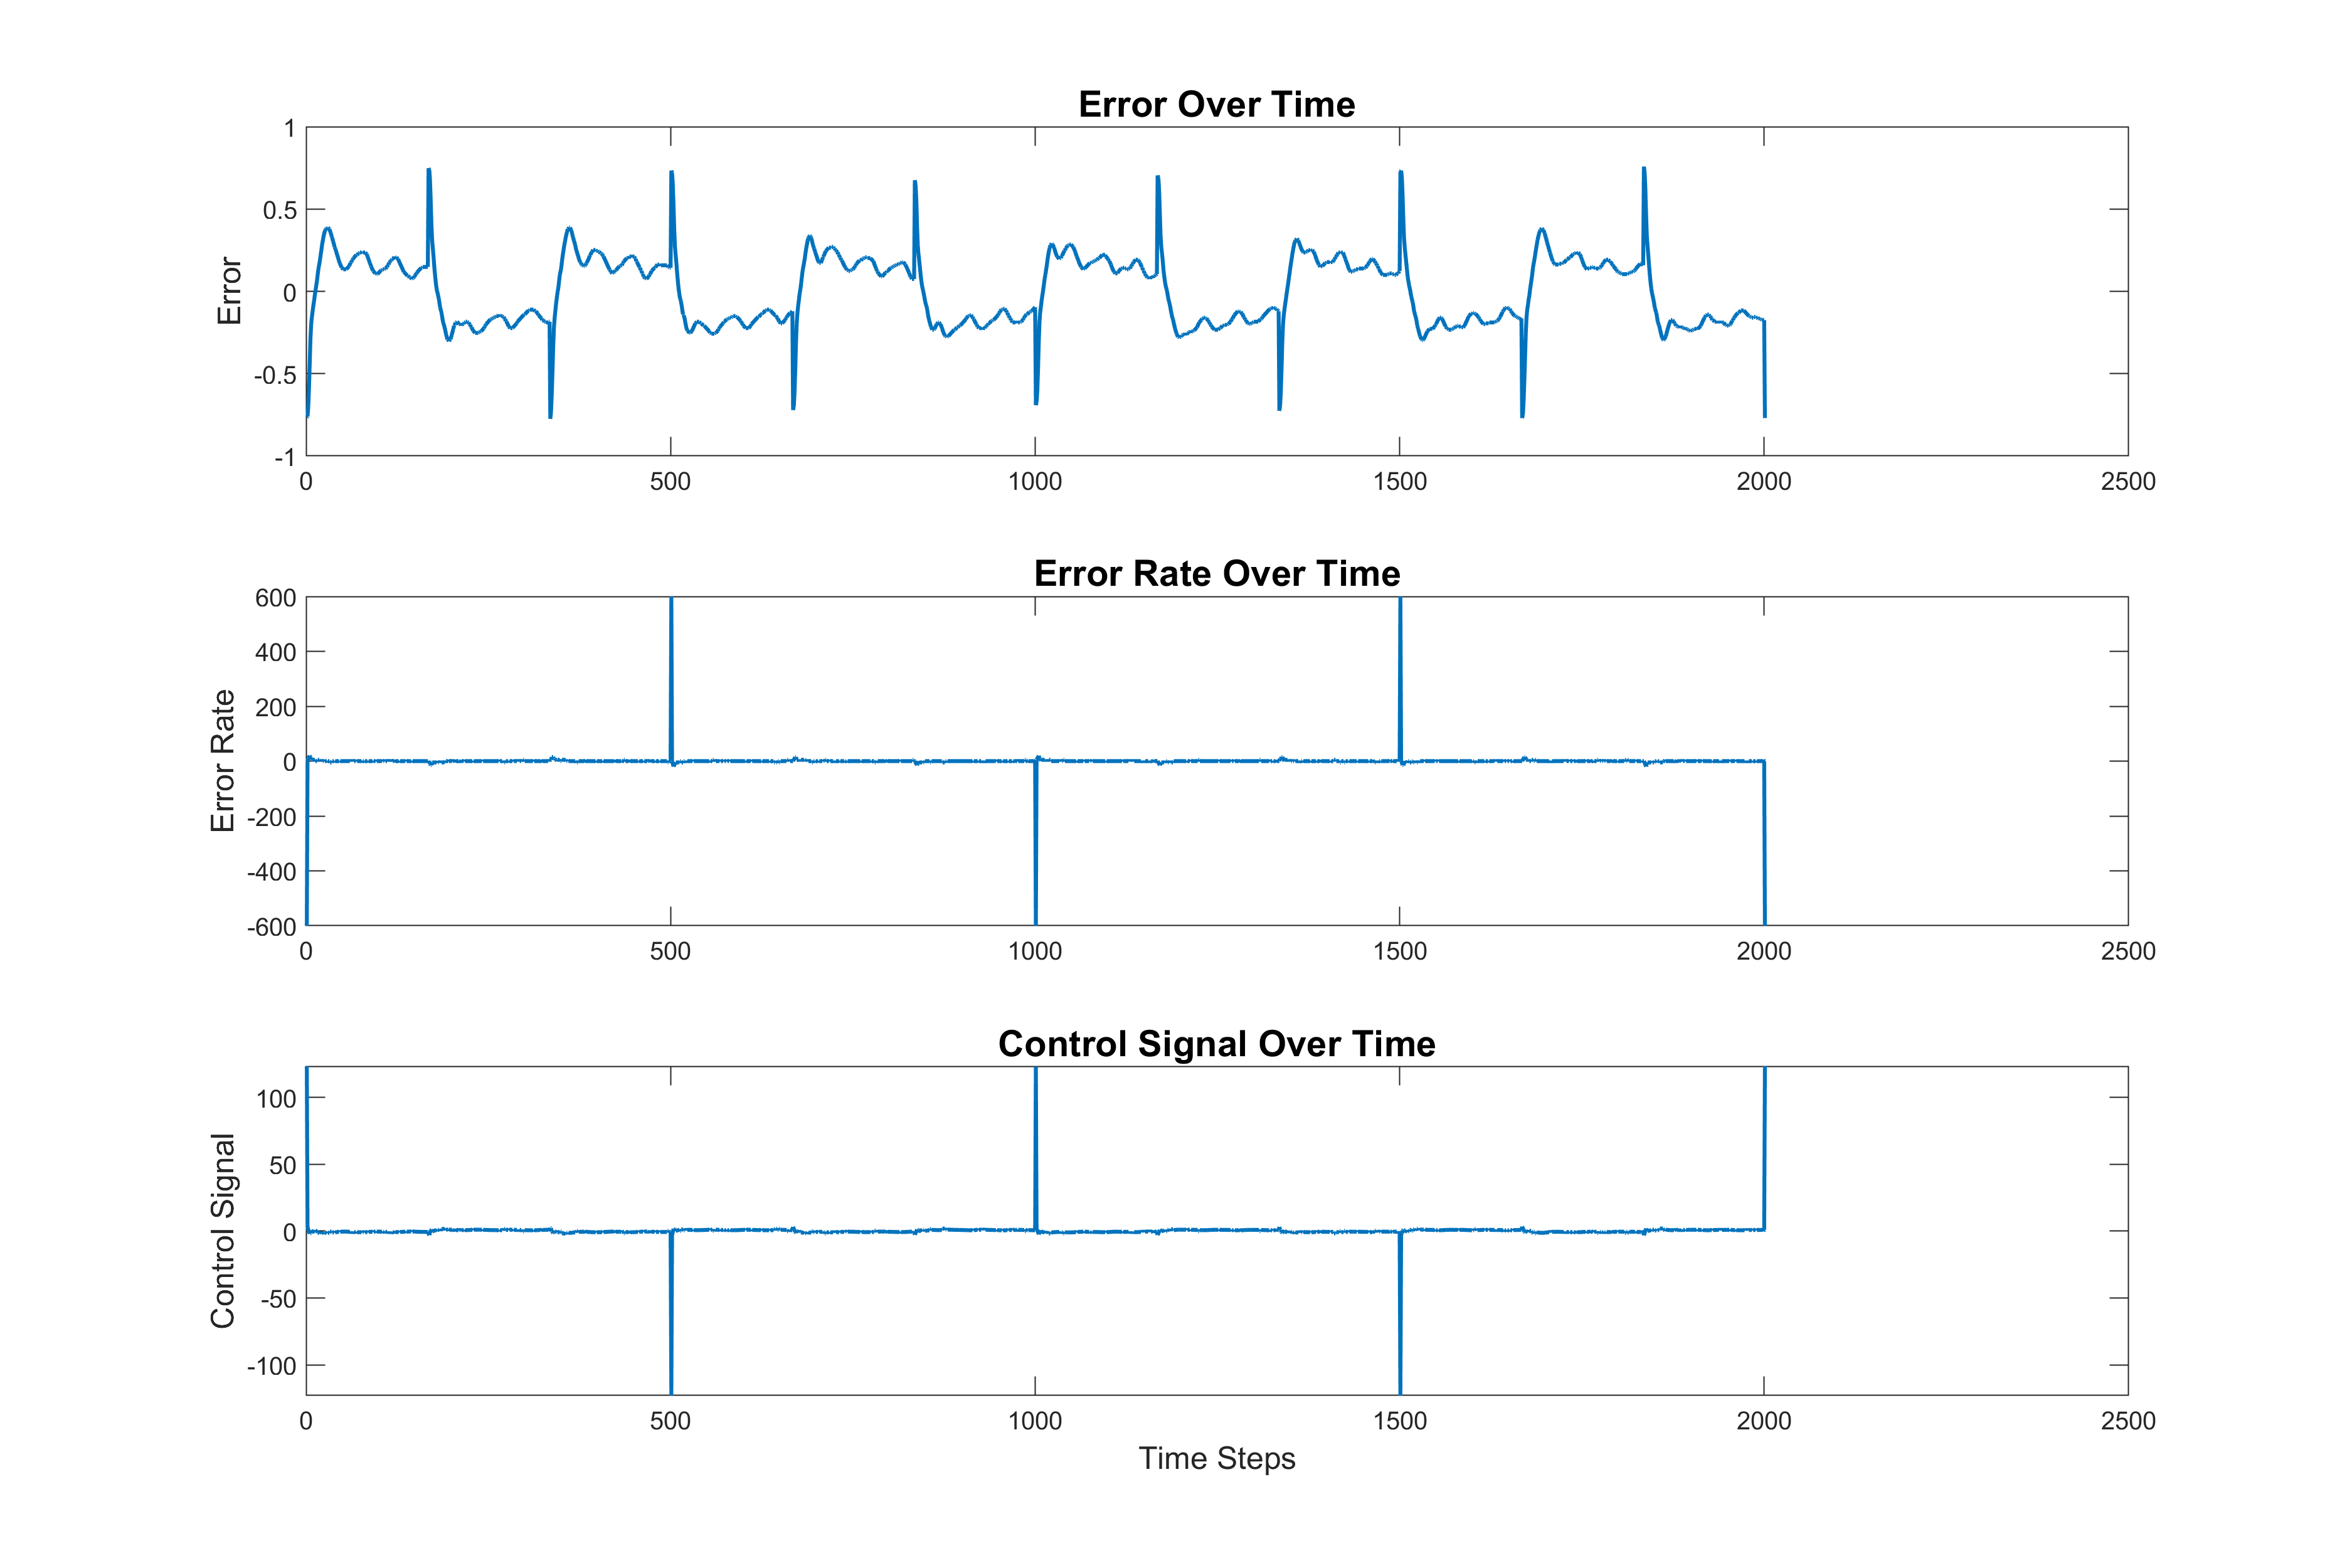 Error Over Time
1
0.5
0
-0.5
-1
Error
0 500 1000 1500 2000 2500
Error Rate Over Time
600
400
200
0
-200
-400
-600
Error Rate
0 500 1000 1500 2000 2500
Control Signal Over Time
100
50
0
-50
-100
Control Signal
0 500 1000 1500 2000 2500
Time Steps